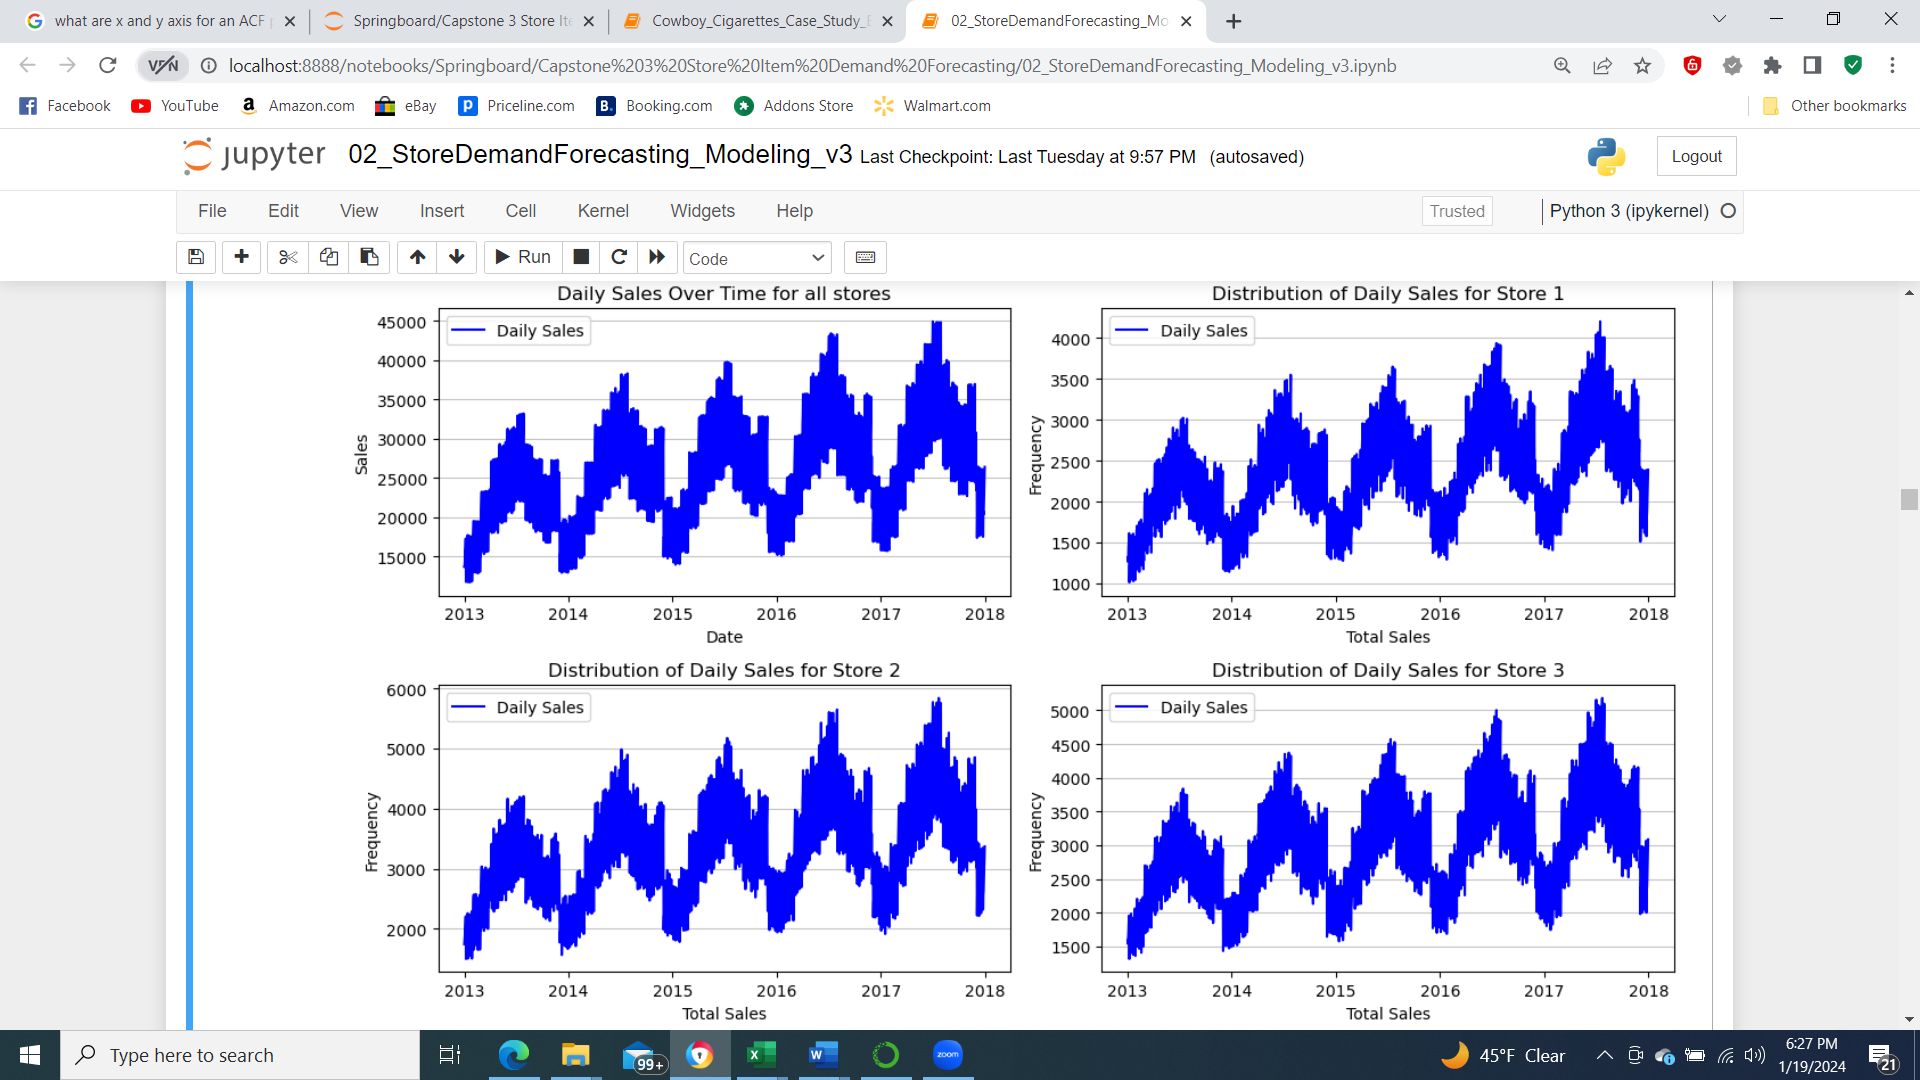 what are x and y axis for an ACF
Springboard/Capstone 3 Store Ite
Cowboy_Cigarettes_Case_Study_E
02_StoreDemandForecasting_Mo
VPN
localhost:8888/notebooks/Springboard/Capstone%203%20Store%20Item%20Demand%20Forecasting/02_StoreDemandForecasting_Modeling_v3.ipynb
Facebook YouTube Amazon.com eBay Priceline.com Booking.com Addons Store Walmart.com Other bookmarks
jupyter 02_StoreDemandForecasting_Modeling_v3 Last Checkpoint: Last Tuesday at 9:57 PM (autosaved) Logout
File Edit View Insert Cell Kernel Widgets Help Trusted Python 3 (ipykernel)
Run Code
Daily Sales Over Time for all stores
Daily Sales
45000
40000
35000
30000
25000
20000
15000
Sales
2013 2014 2015 2016 2017 2018
Date
Distribution of Daily Sales for Store 1
Daily Sales
4000
3500
3000
2500
2000
1500
1000
Frequency
2013 2014 2015 2016 2017 2018
Total Sales
Distribution of Daily Sales for Store 2
Daily Sales
6000
5000
4000
3000
2000
Frequency
2013 2014 2015 2016 2017 2018
Total Sales
Distribution of Daily Sales for Store 3
Daily Sales
5000
4500
4000
3500
3000
2500
2000
1500
Frequency
2013 2014 2015 2016 2017 2018
Total Sales
Type here to search
99+
zoom
45°F Clear
6:27 PM
1/19/2024
21